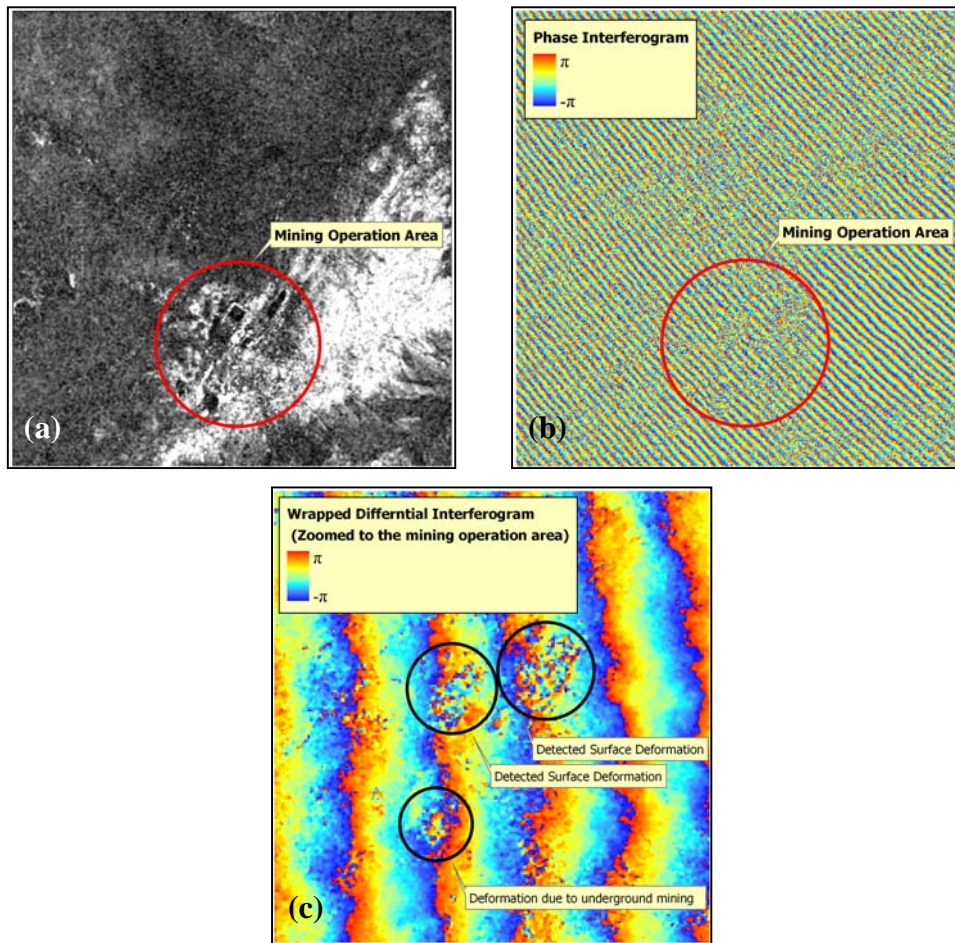 Mining Operation Area
(a)
Phase Interferogram
π
-π
Mining Operation Area
(b)
Wrapped Differntial Interferogram
(Zoomed to the mining operation area)
π
-π
Detected Surface Deformation
Detected Surface Deformation
Deformation due to underground mining
(c)